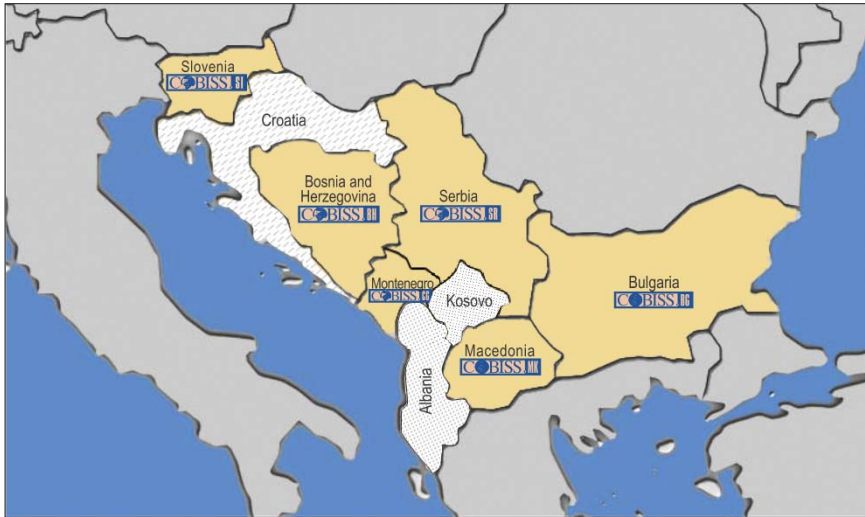 Slovenia
COBISS.SI
Croatia
Bosnia and
Herzegovina
COBISS.BH
Serbia
COBISS.SR
Montenegro
COBISS.CG
Kosovo
Bulgaria
COBISS.BG
Macedonia
COBISS.MK
Albania